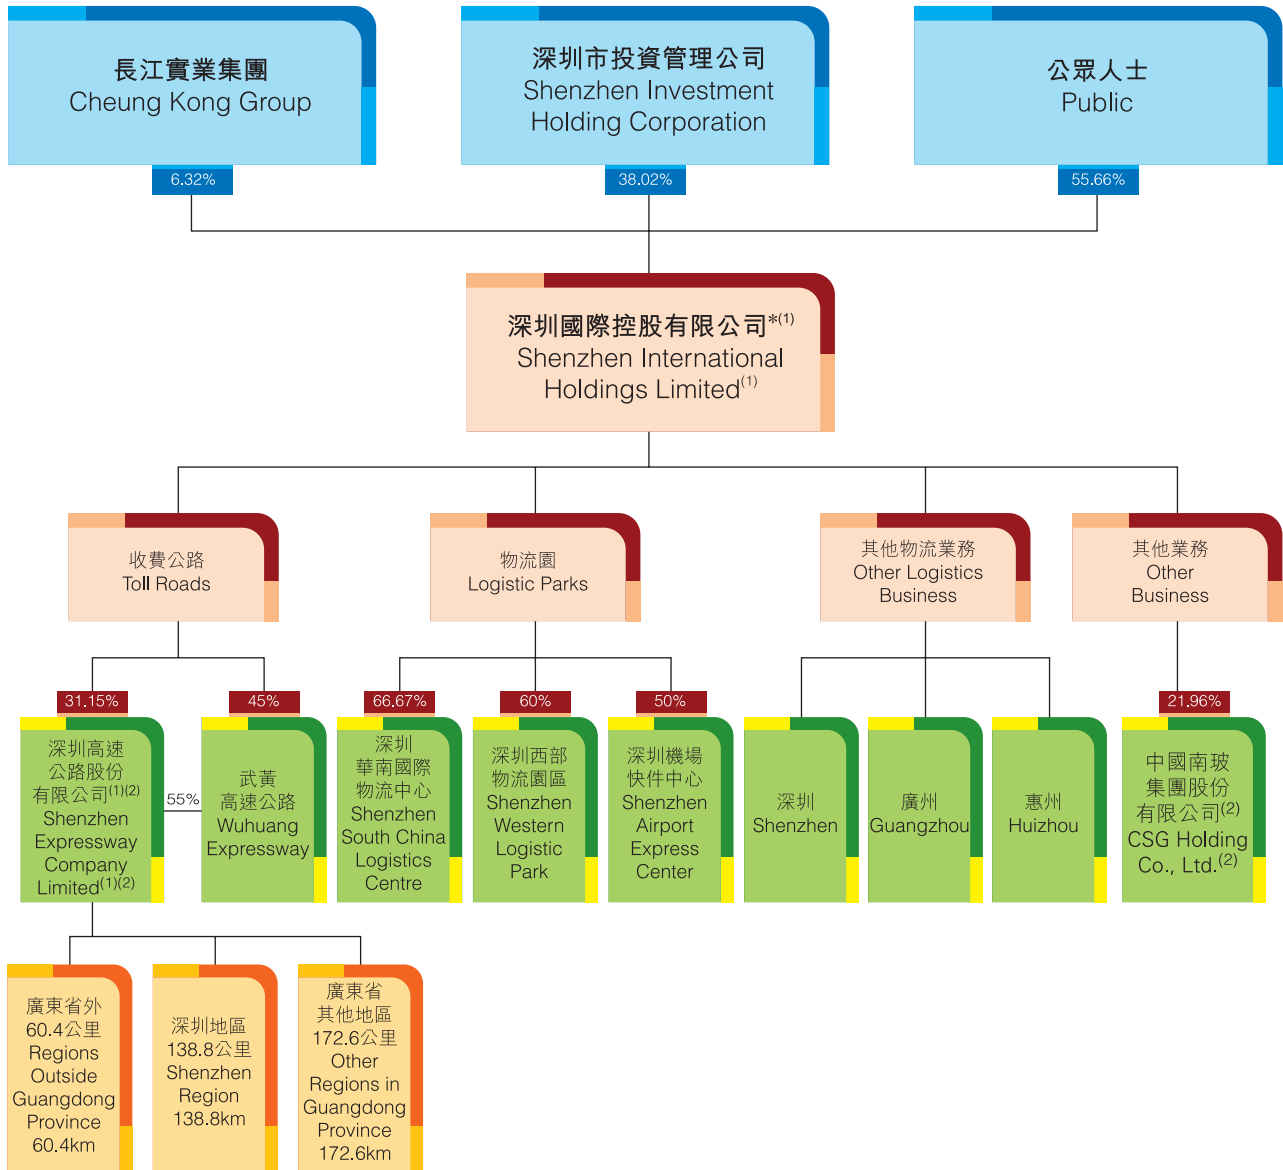 長江實業集團
Cheung Kong Group
6.32%
深圳市投資管理公司
Shenzhen Investment
Holding Corporation
38.02%
公眾人士
Public
55.66%
深圳國際控股有限公司*(1)
Shenzhen International
Holdings Limited(1)
收費公路
Toll Roads
物流園
Logistic Parks
其他物流業務
Other Logistics
Business
其他業務
Other
Business
31.15%
深圳高速
公路股份
有限公司(1)(2)
Shenzhen
Expressway
Company
Limited(1)(2)
55%
45%
武黃
高速公路
Wuhuang
Expressway
66.67%
深圳
華南國際
物流中心
Shenzhen
South China
Logistics
Centre
60%
深圳西部
物流園區
Shenzhen
Western
Logistic
Park
50%
深圳機場
快件中心
Shenzhen
Airport
Express
Center
深圳
Shenzhen
廣州
Guangzhou
惠州
Huizhou
21.96%
中國南玻
集團股份
有限公司(2)
CSG Holding
Co., Ltd.(2)
廣東省外
60.4公里
Regions
Outside
Guangdong
Province
60.4km
深圳地區
138.8公里
Shenzhen
Region
138.8km
廣東省
其他地區
172.6公里
Other
Regions in
Guangdong
Province
172.6km